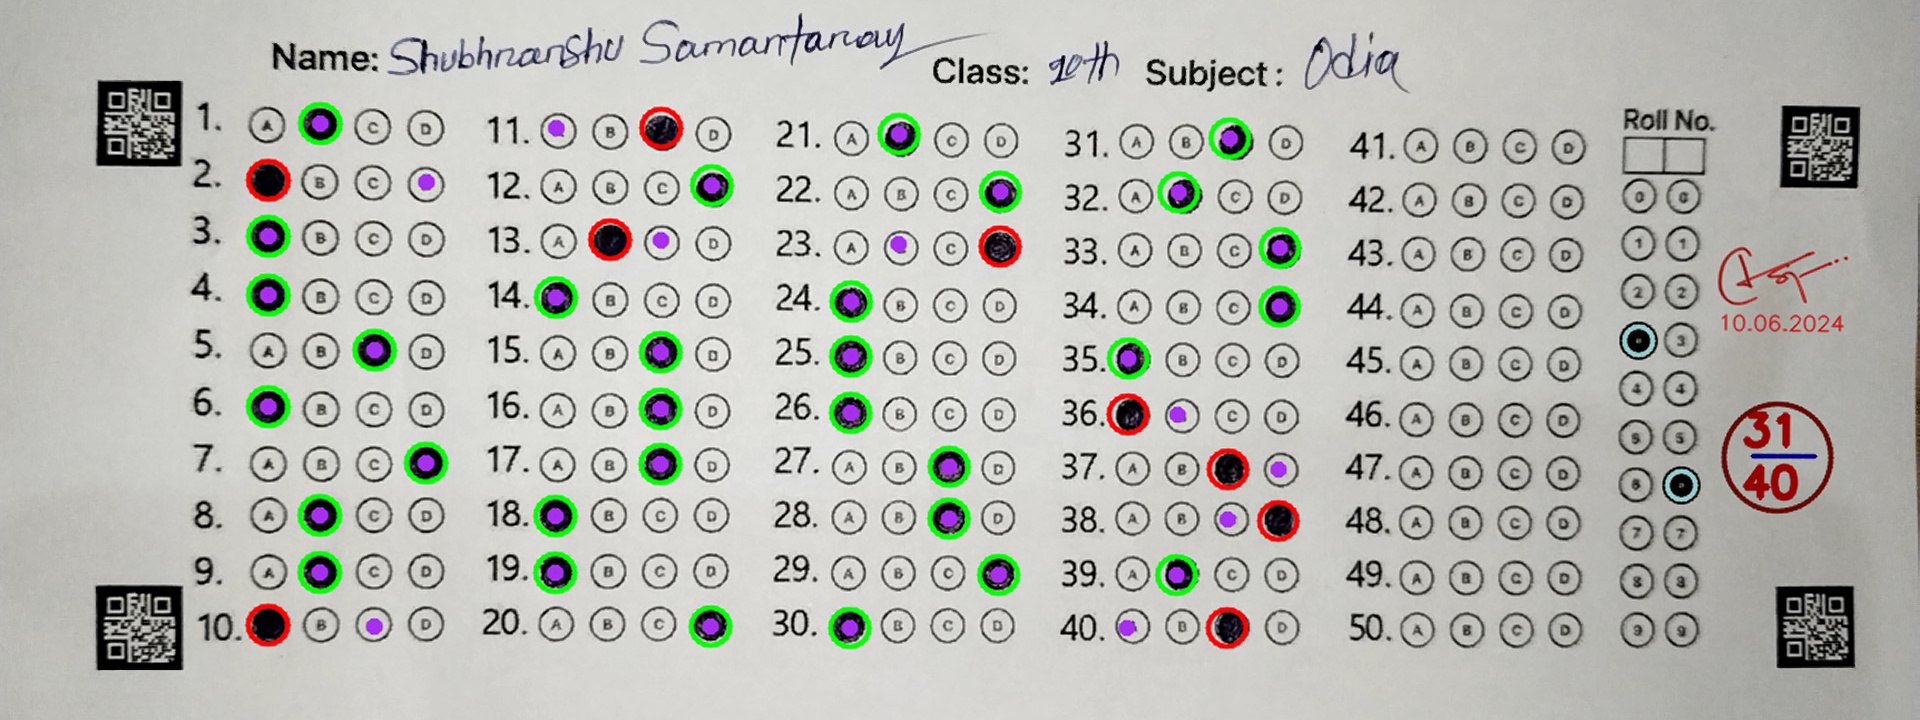 Name: Shubhranshu Samantaray Class: 10th Subject: Odia
Roll No.
1. A C D 11. B D 21. A C D 31. A B D 41. A B C D
2. B C 12. A B C 22. A B C 32. A C D 42. A B C D 0 0
3. B C D 13. A D 23. A C 33. A B C 43. A B C D 1 1
4. B C D 14. B C D 24. B C D 34. A B C 44. A B C D 2 2
5. A B D 15. A B D 25. B C D 35. B C D 45. A B C D 3
6. B C D 16. A B D 26. B C D 36. C D 46. A B C D 4 4
7. A B C 17. A B D 27. A B D 37. A B 47. A B C D 5 5
8. A C D 18. B C D 28. A B D 38. A B 48. A B C D 6
9. A C D 19. B C D 29. A B C 39. A C D 49. A B C D 7 7
10. B D 20. A B C 30. B C D 40. B D 50. A B C D 8 8
9 9
10.06.2024
31
40